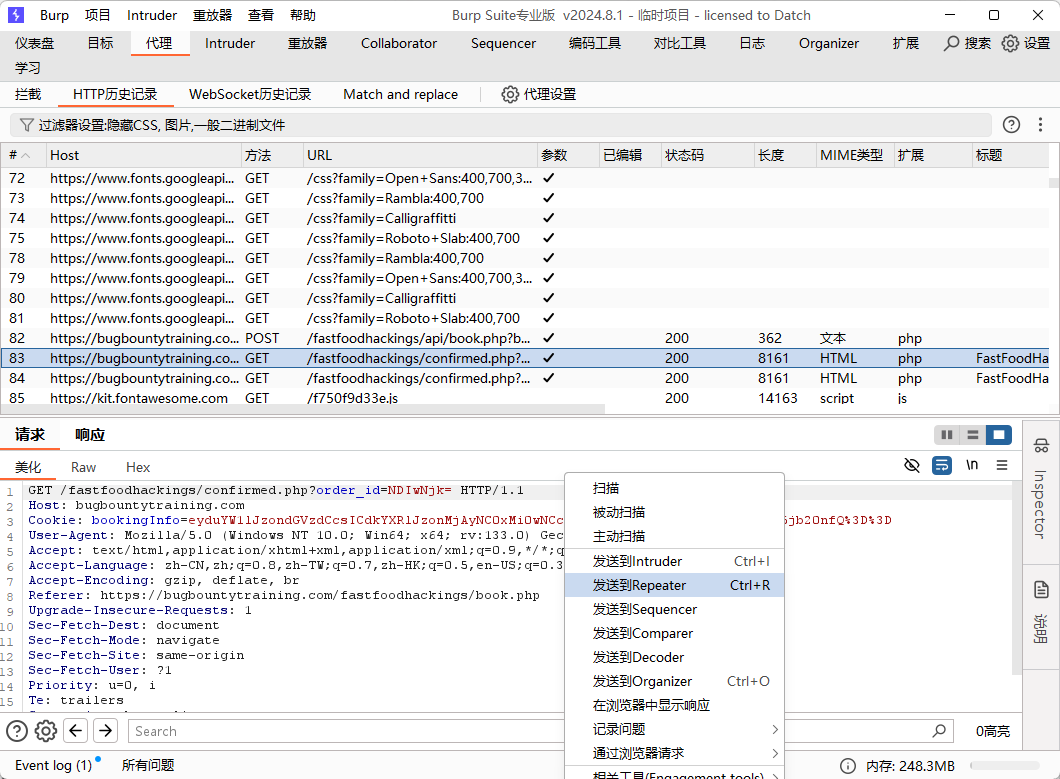 Burp 项目 Intruder 重放器 查看 帮助 Burp Suite专业版 v2024.8.1 - 临时项目 - licensed to Datch
仪表盘 目标 代理 Intruder 重放器 Collaborator Sequencer 编码工具 对比工具 日志 Organizer 扩展 搜索 设置
学习
拦截 HTTP历史记录 WebSocket历史记录 Match and replace 代理设置
过滤器设置:隐藏CSS, 图片,一般二进制文件
# Host 方法 URL 参数 已编辑 状态码 长度 MIME类型 扩展 标题
72 https://www.fonts.googleapi... GET /css?family=Open+Sans:400,700,3... ✓
73 https://www.fonts.googleapi... GET /css?family=Rambla:400,700 ✓
74 https://www.fonts.googleapi... GET /css?family=Calligraffitti ✓
75 https://www.fonts.googleapi... GET /css?family=Roboto+Slab:400,700 ✓
78 https://www.fonts.googleapi... GET /css?family=Rambla:400,700 ✓
79 https://www.fonts.googleapi... GET /css?family=Open+Sans:400,700,3... ✓
80 https://www.fonts.googleapi... GET /css?family=Calligraffitti ✓
81 https://www.fonts.googleapi... GET /css?family=Roboto+Slab:400,700 ✓
82 https://bugbountytraining.co... POST /fastfoodhackings/api/book.php?b... ✓ 200 362 文本 php
83 https://bugbountytraining.co... GET /fastfoodhackings/confirmed.php?... ✓ 200 8161 HTML php FastFoodHa
84 https://bugbountytraining.co... GET /fastfoodhackings/confirmed.php?... ✓ 200 8161 HTML php FastFoodHa
85 https://kit.fontawesome.com GET /f750f9d33e.js 200 14163 script js
请求 响应
美化 Raw Hex \n
1 GET /fastfoodhackings/confirmed.php?order_id=NDIwNjk= HTTP/1.1
2 Host: bugbountytraining.com
3 Cookie: bookingInfo=eyduYW1lJzondGVzdCcsICdkYXRlJzonMjAyNC0xMi0wNCc 5jb20nfQ%3D%3D
4 User-Agent: Mozilla/5.0 (Windows NT 10.0; Win64; x64; rv:133.0) Gec
5 Accept: text/html,application/xhtml+xml,application/xml;q=0.9,*/*;q
6 Accept-Language: zh-CN,zh;q=0.8,zh-TW;q=0.7,zh-HK;q=0.5,en-US;q=0.3
7 Accept-Encoding: gzip, deflate, br
8 Referer: https://bugbountytraining.com/fastfoodhackings/book.php
9 Upgrade-Insecure-Requests: 1
10 Sec-Fetch-Dest: document
11 Sec-Fetch-Mode: navigate
12 Sec-Fetch-Site: same-origin
13 Sec-Fetch-User: ?1
14 Priority: u=0, i
15 Te: trailers
扫描
被动扫描
主动扫描
发送到Intruder Ctrl+I
发送到Repeater Ctrl+R
发送到Sequencer
发送到Comparer
发送到Decoder
发送到Organizer Ctrl+O
在浏览器中显示响应
记录问题
通过浏览器请求
相关工具(Engagement tools)
Inspector
说明
Search 0高亮
Event log (1) 所有问题 内存: 248.3MB